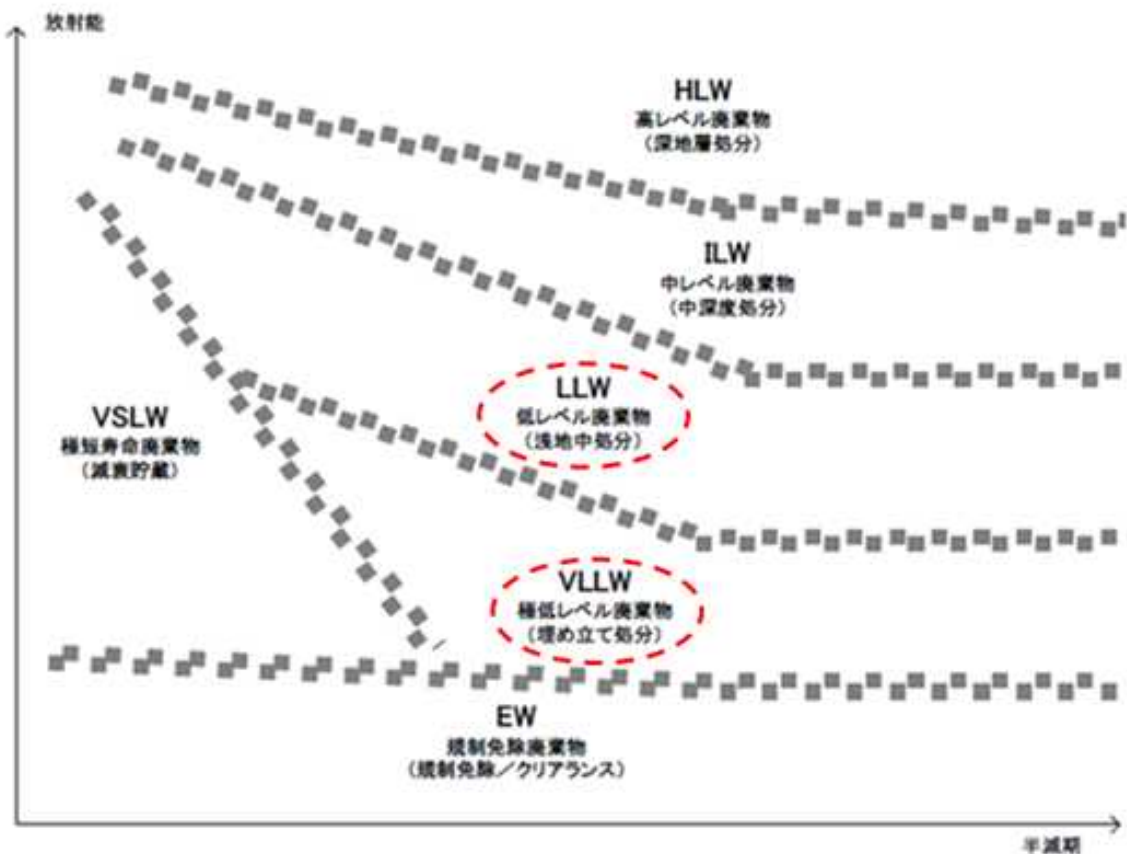 放射能
HLW
高レベル廃棄物
(深地層処分)
ILW
中レベル廃棄物
(中深度処分)
LLW
低レベル廃棄物
(浅地中処分)
VSLW
極短寿命廃棄物
(減衰貯蔵)
VLLW
極低レベル廃棄物
(埋め立て処分)
EW
規制免除廃棄物
(規制免除/クリアランス)
半減期